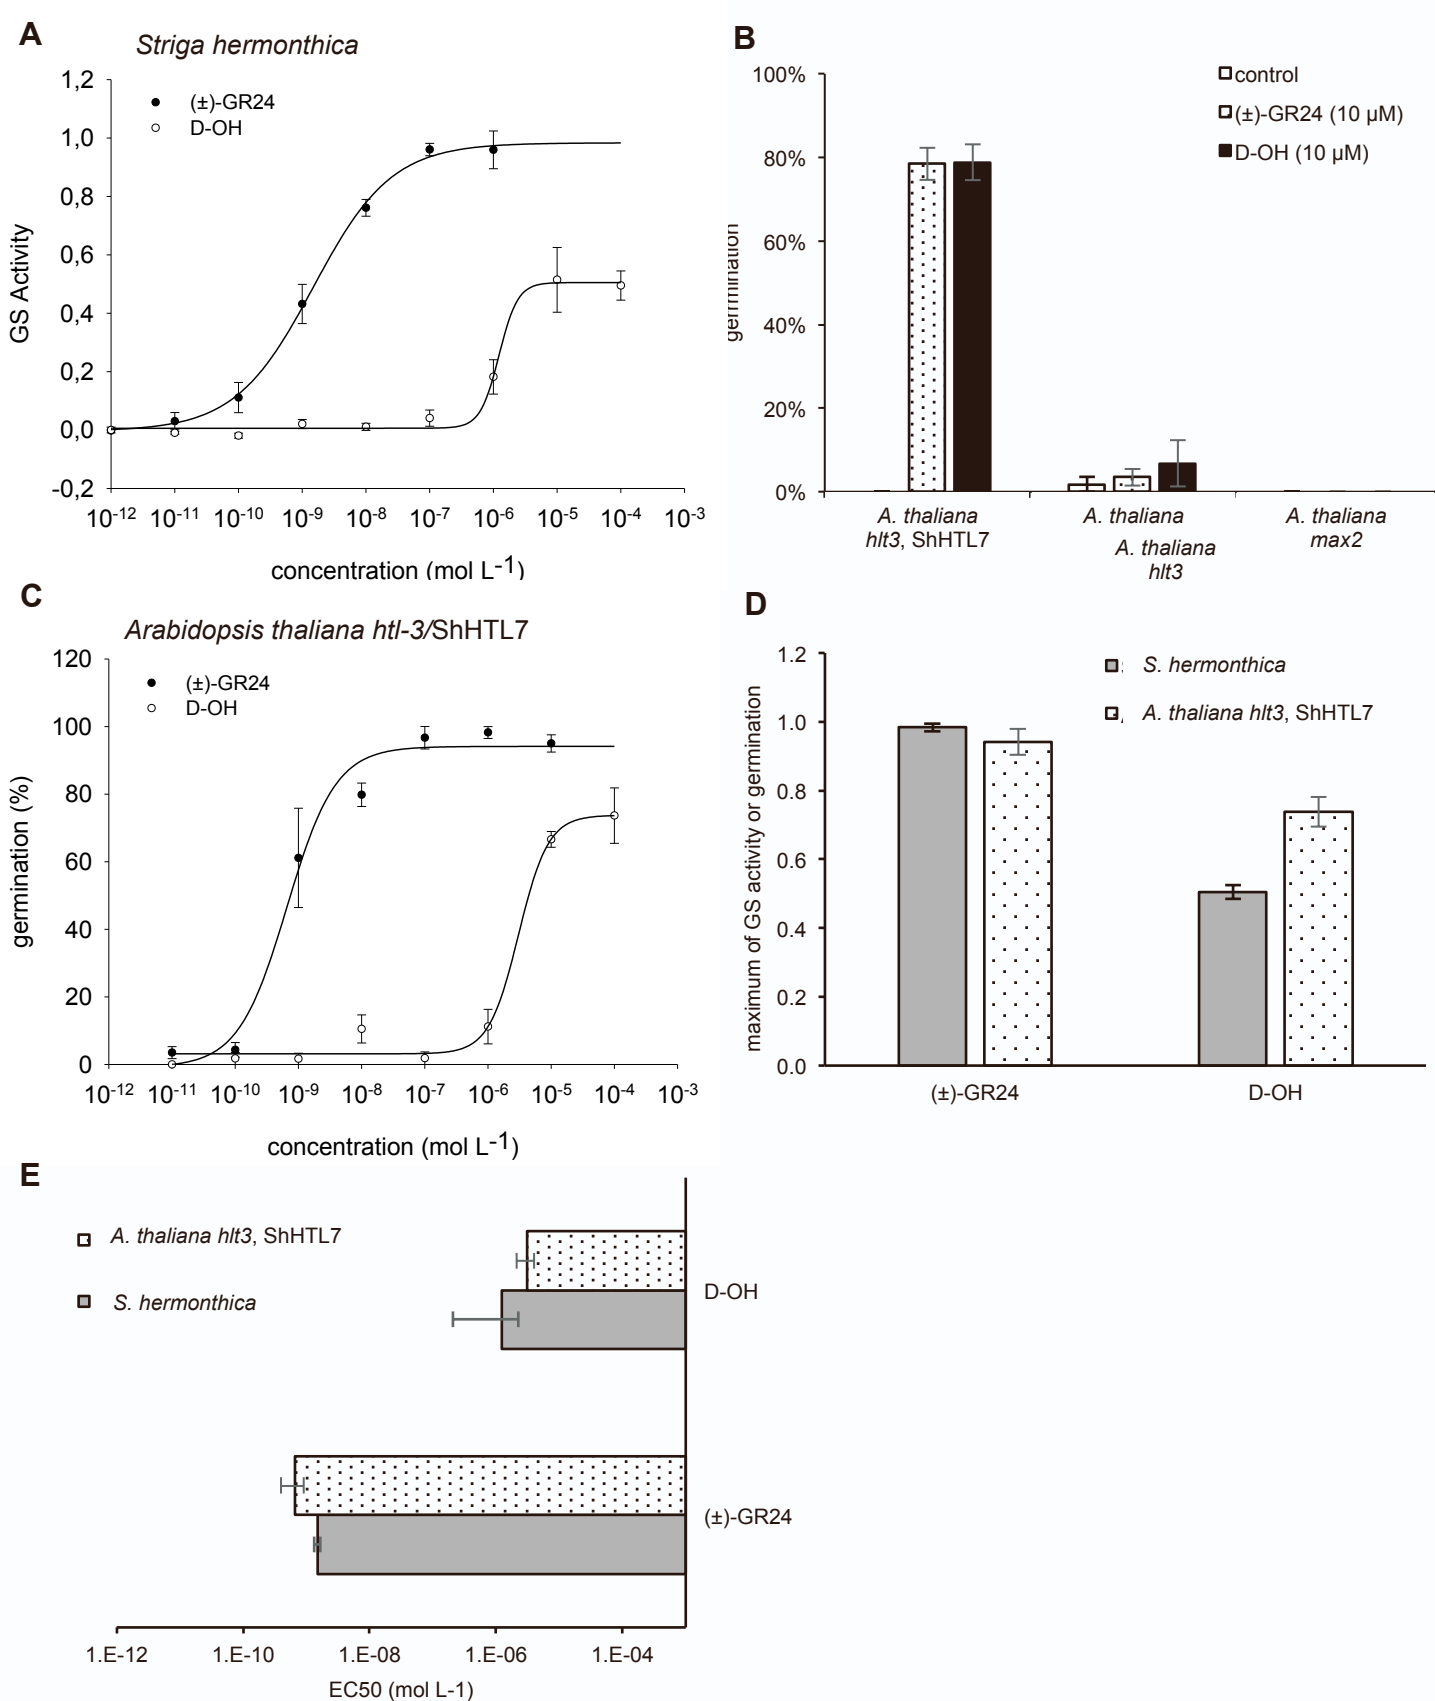 A
Striga hermonthica
1,2
1,0
0,8
0,6
0,4
0,2
0,0
-0,2
GS Activity
(±)-GR24
D-OH
10-12 10-11 10-10 10-9 10-8 10-7 10-6 10-5 10-4 10-3
concentration (mol L-1)
B
100%
80%
60%
40%
20%
0%
germination
control
(±)-GR24 (10 µM)
D-OH (10 µM)
A. thaliana
hlt3, ShHTL7
A. thaliana
A. thaliana
hlt3
A. thaliana
max2
C
Arabidopsis thaliana htl-3/ShHTL7
120
100
80
60
40
20
0
germination (%)
(±)-GR24
D-OH
10-12 10-11 10-10 10-9 10-8 10-7 10-6 10-5 10-4 10-3
concentration (mol L-1)
D
1.2
1.0
0.8
0.6
0.4
0.2
0.0
maximum of GS activity or germination
S. hermonthica
A. thaliana hlt3, ShHTL7
(±)-GR24
D-OH
E
A. thaliana hlt3, ShHTL7
S. hermonthica
D-OH
(±)-GR24
1.E-12 1.E-10 1.E-08 1.E-06 1.E-04
EC50 (mol L-1)